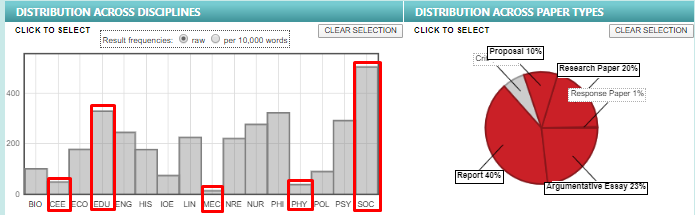 DISTRIBUTION ACROSS DISCIPLINES
CLICK TO SELECT
Result frequencies: raw per 10,000 words
CLEAR SELECTION
400
200
0
BIO CEE ECO EDU ENG HIS IOE LIN MEC NRE NUR PHI PHY POL PSY SOC
DISTRIBUTION ACROSS PAPER TYPES
CLICK TO SELECT
CLEAR SELECTION
Proposal 10%
Research Paper 20%
Response Paper 1%
Report 40%
Argumentative Essay 23%